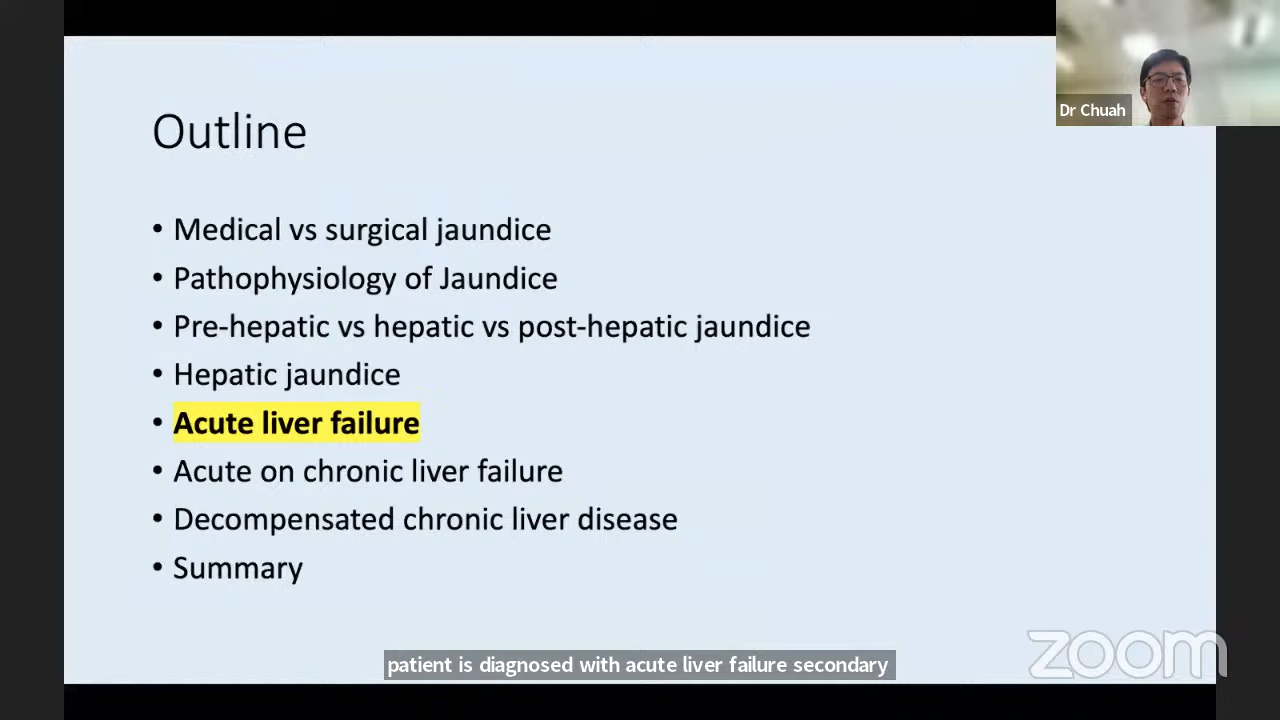 Dr Chuah
Outline
• Medical vs surgical jaundice
• Pathophysiology of Jaundice
• Pre-hepatic vs hepatic vs post-hepatic jaundice
• Hepatic jaundice
• Acute liver failure
• Acute on chronic liver failure
• Decompensated chronic liver disease
• Summary
patient is diagnosed with acute liver failure secondary
zoom